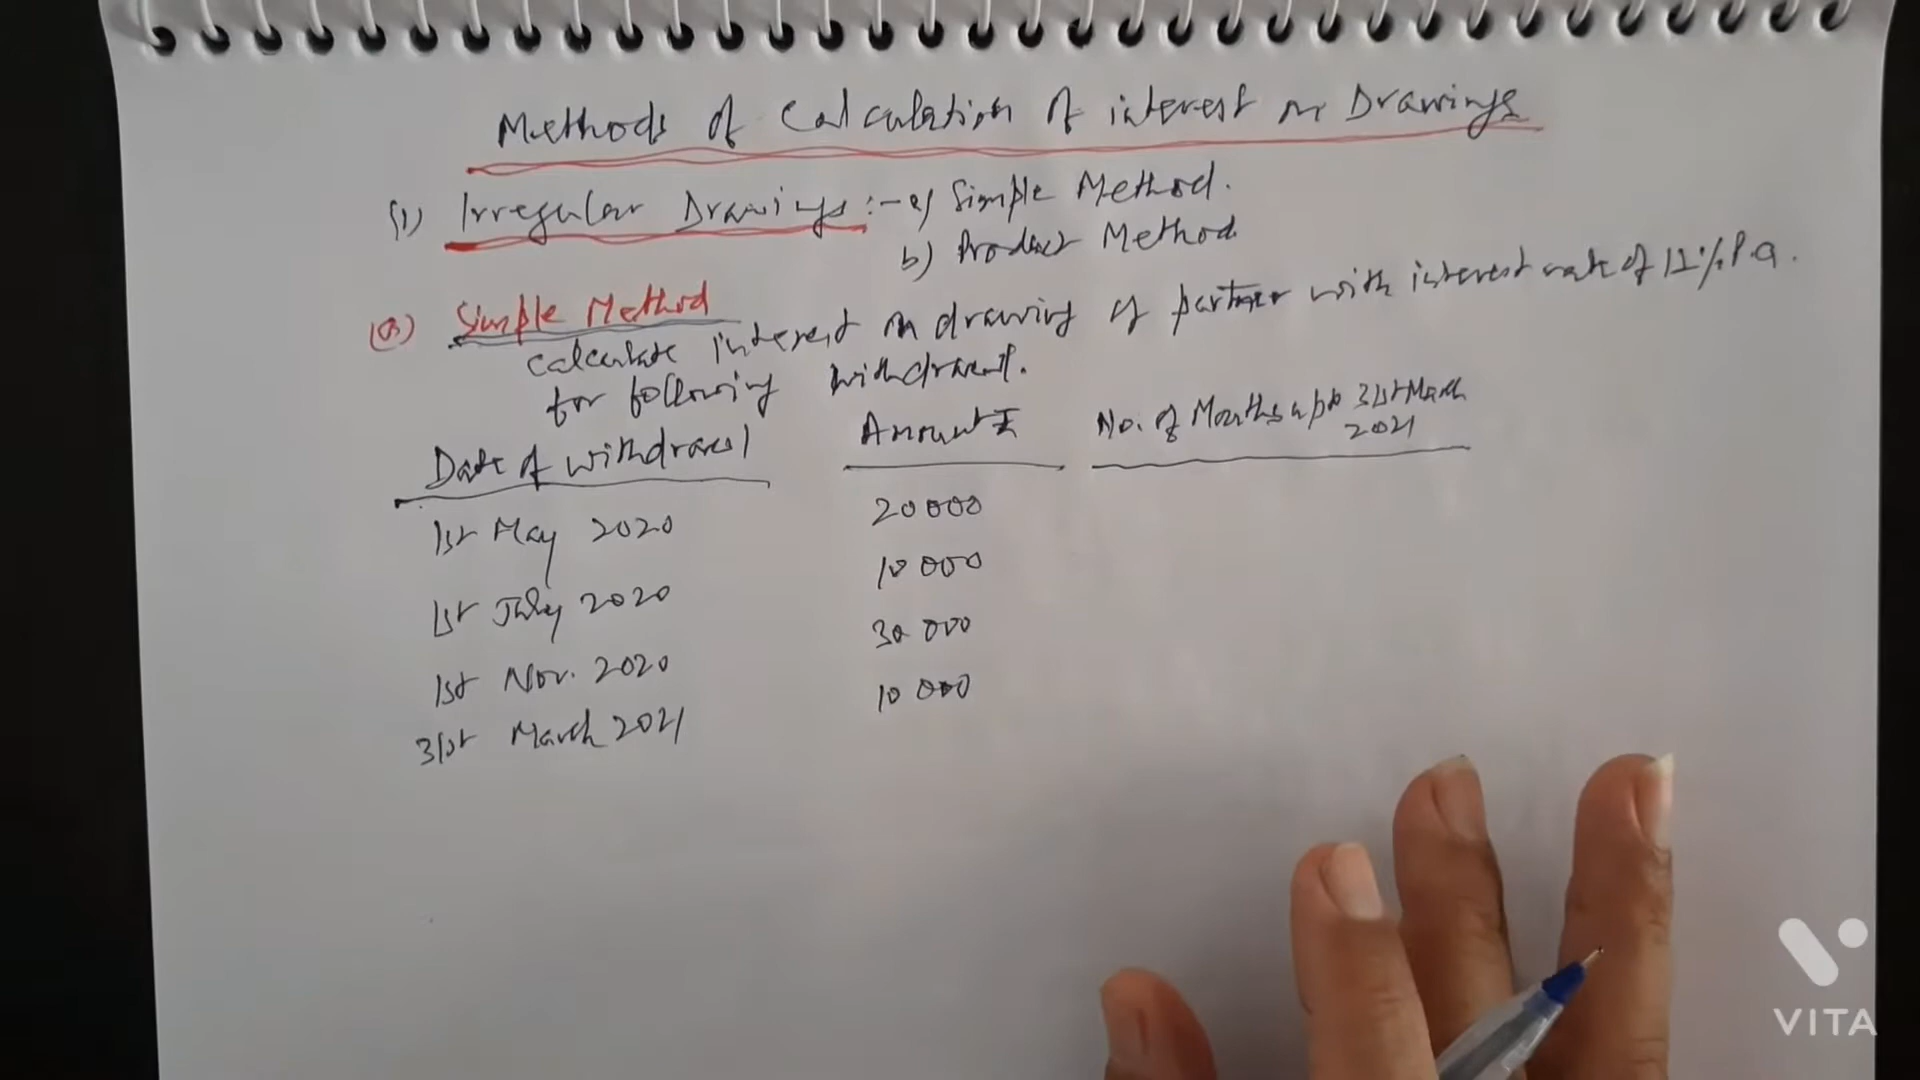 Methods of Calculation of interest on Drawings
(1) Irregular Drawings :- a) Simple Method.
b) Product Method
(a) Simple Method
calculate interest on drawing of partner with interest rate of 12% P.a.
for following withdrawal.
Date of withdrawal Amount ₹ No. of Months upto 31st March 2021
1st May 2020 20000
1st July 2020 10000
1st Nov. 2020 30000
31st March 2021 10000
VITA